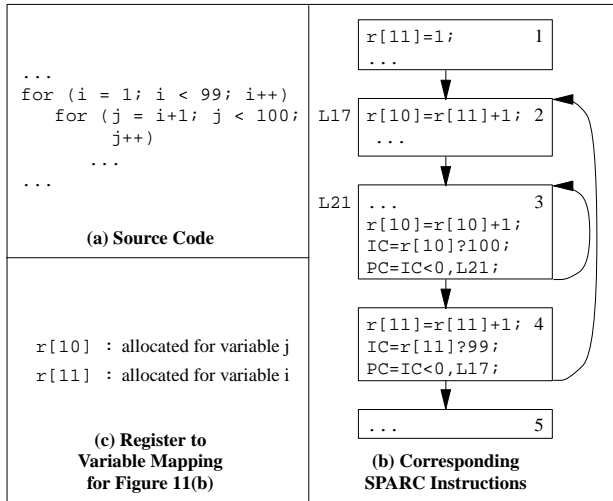 ...
for (i = 1; i < 99; i++)
for (j = i+1; j < 100;
j++)
...
...
(a) Source Code
r[10] : allocated for variable j
r[11] : allocated for variable i
(c) Register to
Variable Mapping
for Figure 11(b)
r[11]=1; 1
...
L17 r[10]=r[11]+1; 2
...
L21 ... 3
r[10]=r[10]+1;
IC=r[10]?100;
PC=IC<0,L21;
r[11]=r[11]+1; 4
IC=r[11]?99;
PC=IC<0,L17;
... 5
(b) Corresponding
SPARC Instructions